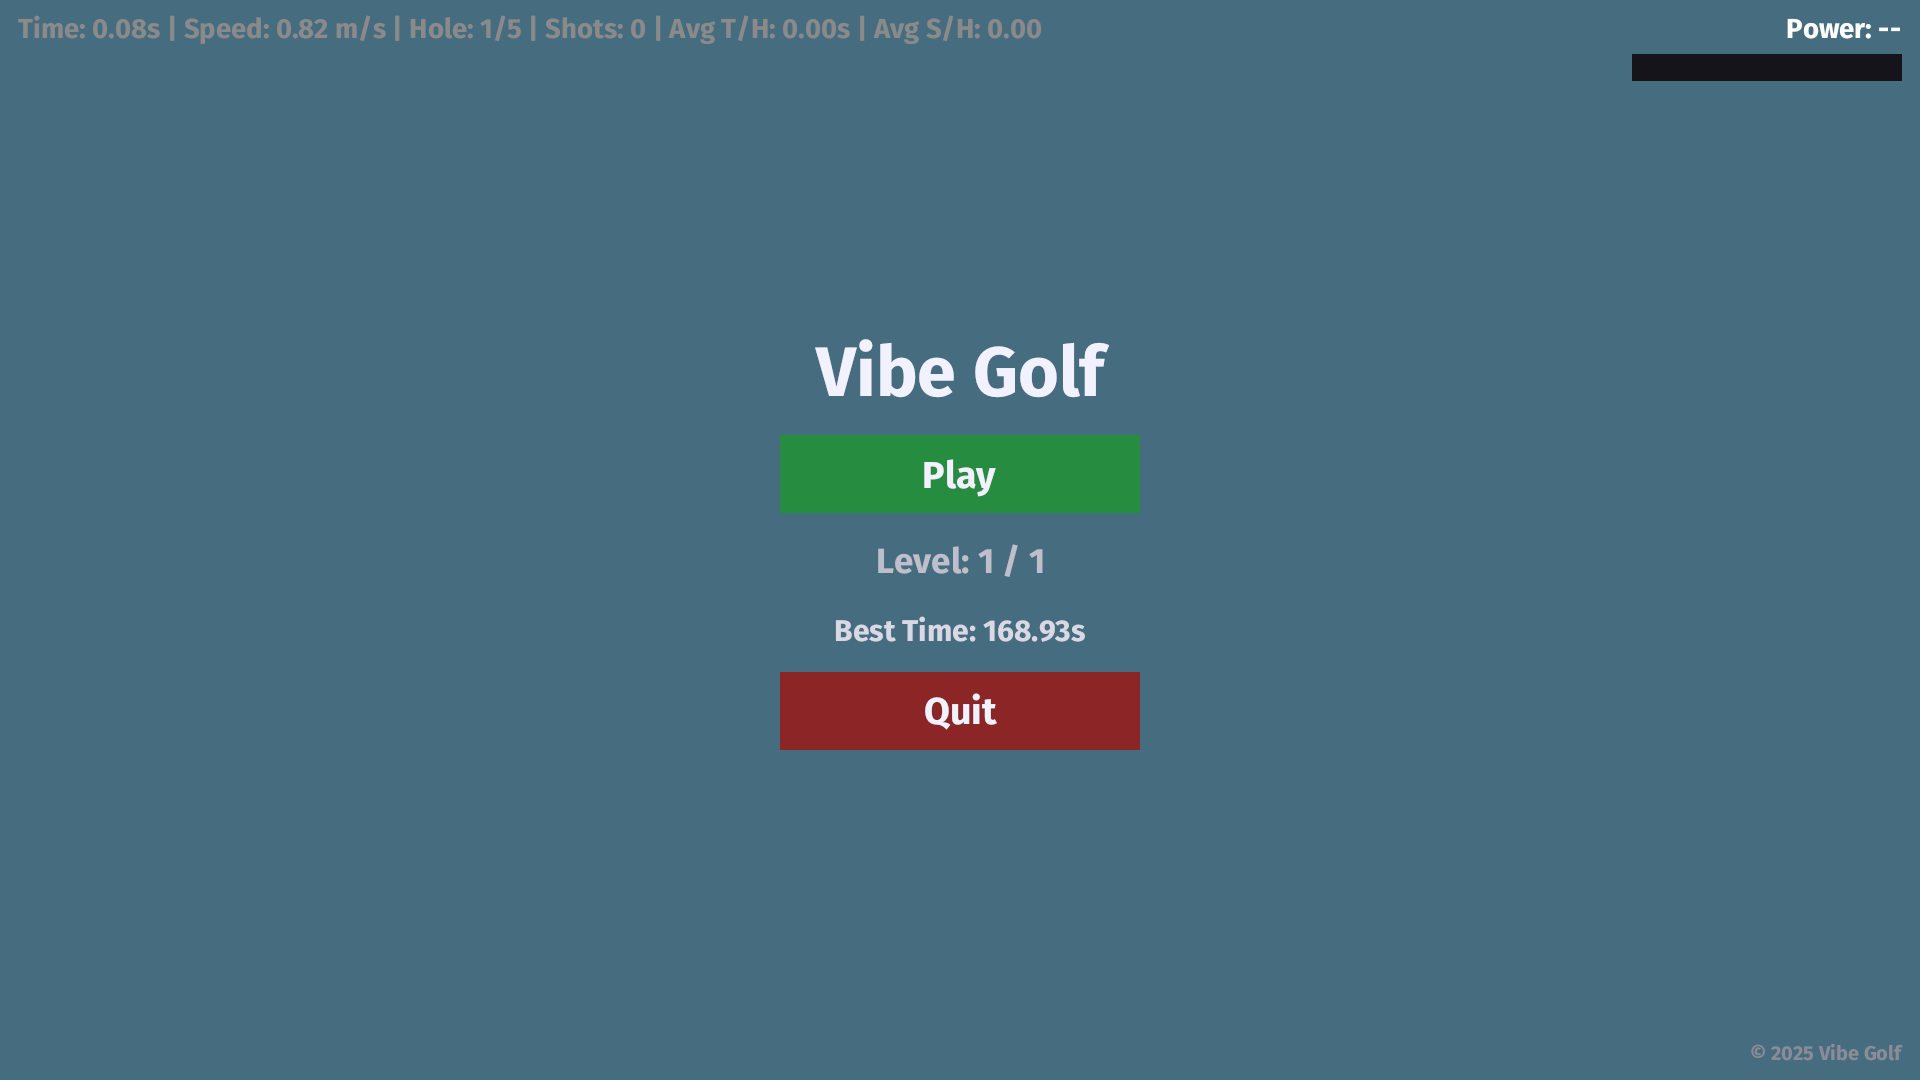 Time: 0.08s | Speed: 0.82 m/s | Hole: 1/5 | Shots: 0 | Avg T/H: 0.00s | Avg S/H: 0.00
Power: --
Vibe Golf
Play
Level: 1 / 1
Best Time: 168.93s
Quit
© 2025 Vibe Golf